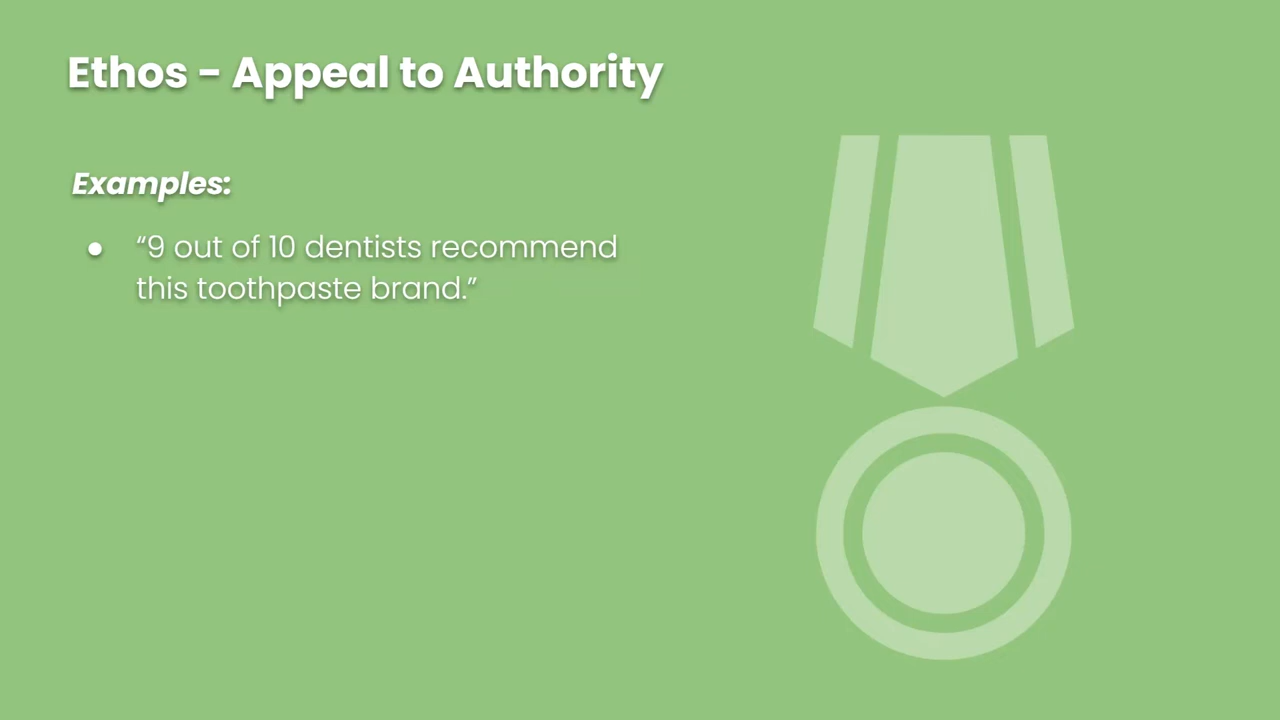 Ethos - Appeal to Authority
Examples:
● “9 out of 10 dentists recommend
this toothpaste brand.”